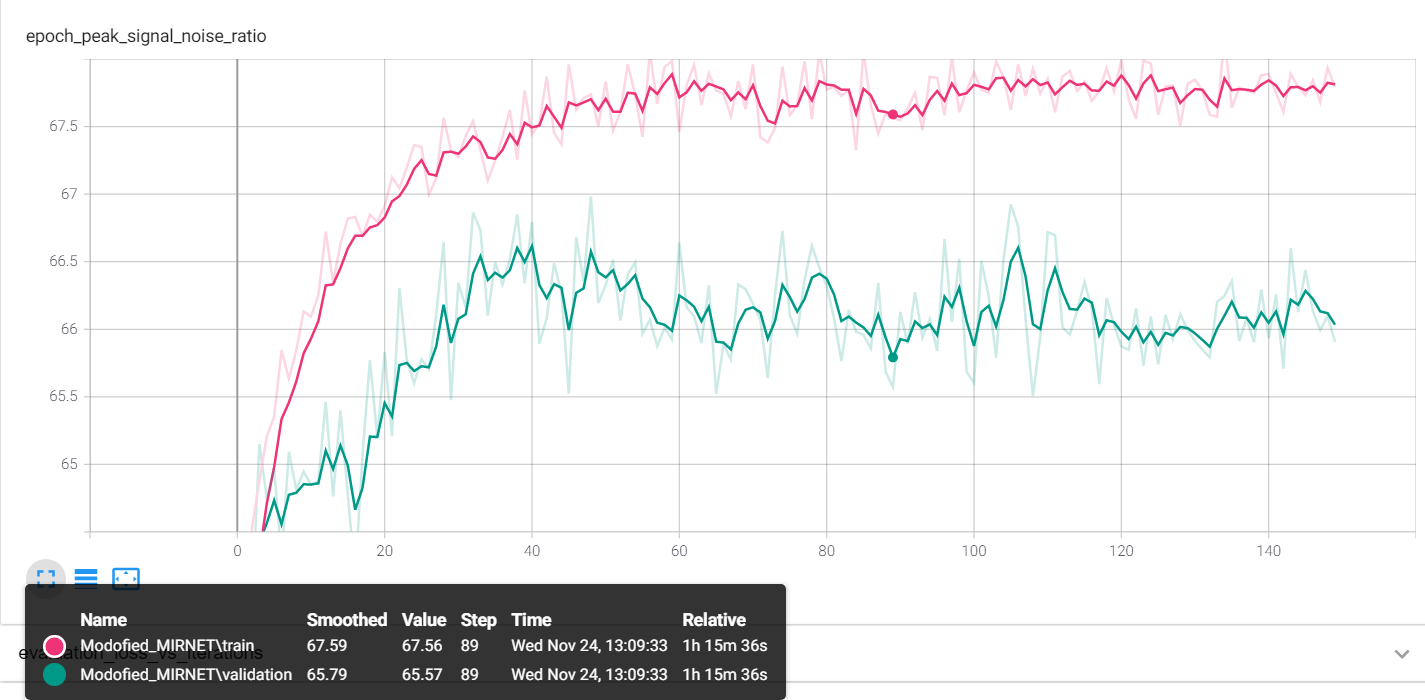 epoch_peak_signal_noise_ratio
67.5
67
66.5
66
65.5
65
0 20 40 60 80 100 120 140
Name Smoothed Value Step Time Relative
Modofied_MIRNET\train 67.59 67.56 89 Wed Nov 24, 13:09:33 1h 15m 36s
evaluation_loss_vs_iterations
Modofied_MIRNET\validation 65.79 65.57 89 Wed Nov 24, 13:09:33 1h 15m 36s